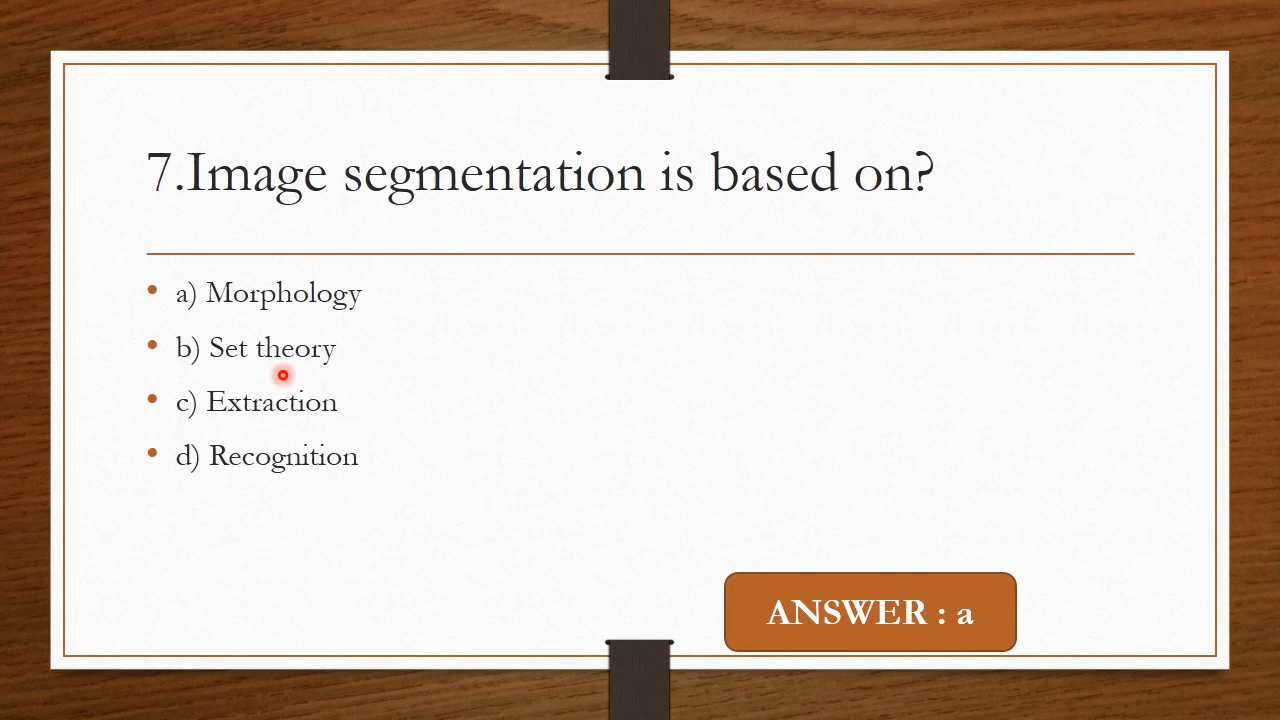 7.Image segmentation is based on?
a) Morphology
b) Set theory
c) Extraction
d) Recognition
ANSWER : a